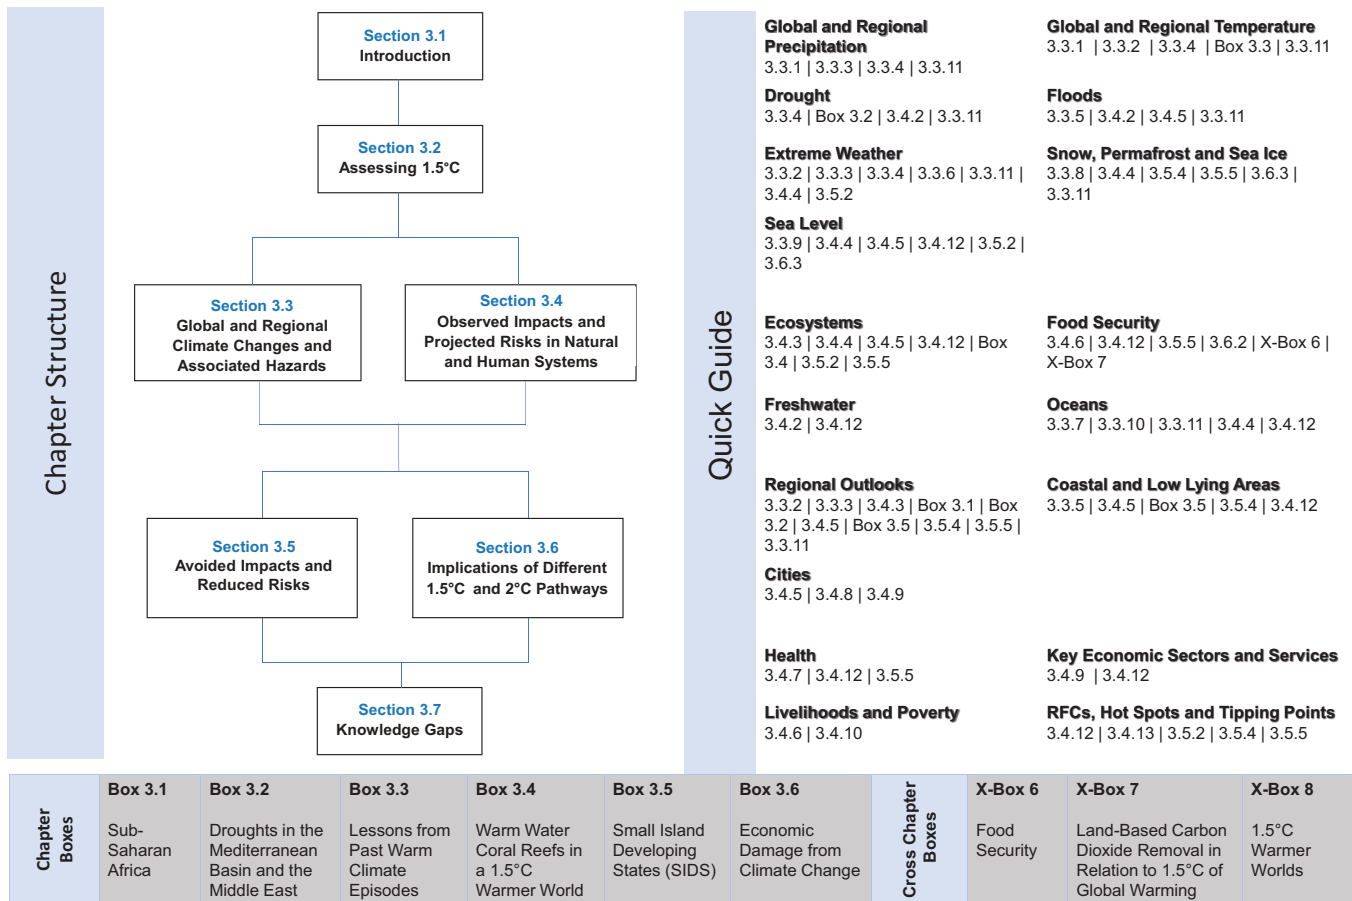 Chapter Structure
Section 3.1
Introduction
Section 3.2
Assessing 1.5°C
Section 3.3
Global and Regional
Climate Changes and
Associated Hazards
Section 3.4
Observed Impacts and
Projected Risks in Natural
and Human Systems
Section 3.5
Avoided Impacts and
Reduced Risks
Section 3.6
Implications of Different
1.5°C and 2°C Pathways
Section 3.7
Knowledge Gaps
Quick Guide
Global and Regional
Precipitation
3.3.1 | 3.3.3 | 3.3.4 | 3.3.11
Global and Regional Temperature
3.3.1 | 3.3.2 | 3.3.4 | Box 3.3 | 3.3.11
Drought
3.3.4 | Box 3.2 | 3.4.2 | 3.3.11
Floods
3.3.5 | 3.4.2 | 3.4.5 | 3.3.11
Extreme Weather
3.3.2 | 3.3.3 | 3.3.4 | 3.3.6 | 3.3.11 |
3.4.4 | 3.5.2
Snow, Permafrost and Sea Ice
3.3.8 | 3.4.4 | 3.5.4 | 3.5.5 | 3.6.3 |
3.3.11
Sea Level
3.3.9 | 3.4.4 | 3.4.5 | 3.4.12 | 3.5.2 |
3.6.3
Ecosystems
3.4.3 | 3.4.4 | 3.4.5 | 3.4.12 | Box
3.4 | 3.5.2 | 3.5.5
Food Security
3.4.6 | 3.4.12 | 3.5.5 | 3.6.2 | X-Box 6 |
X-Box 7
Freshwater
3.4.2 | 3.4.12
Oceans
3.3.7 | 3.3.10 | 3.3.11 | 3.4.4 | 3.4.12
Regional Outlooks
3.3.2 | 3.3.3 | 3.4.3 | Box 3.1 | Box
3.2 | 3.4.5 | Box 3.5 | 3.5.4 | 3.5.5 |
3.3.11
Coastal and Low Lying Areas
3.3.5 | 3.4.5 | Box 3.5 | 3.5.4 | 3.4.12
Cities
3.4.5 | 3.4.8 | 3.4.9
Health
3.4.7 | 3.4.12 | 3.5.5
Key Economic Sectors and Services
3.4.9 | 3.4.12
Livelihoods and Poverty
3.4.6 | 3.4.10
RFCs, Hot Spots and Tipping Points
3.4.12 | 3.4.13 | 3.5.2 | 3.5.4 | 3.5.5
Chapter
Boxes
Box 3.1
Sub-
Saharan
Africa
Box 3.2
Droughts in the
Mediterranean
Basin and the
Middle East
Box 3.3
Lessons from
Past Warm
Climate
Episodes
Box 3.4
Warm Water
Coral Reefs in
a 1.5°C
Warmer World
Box 3.5
Small Island
Developing
States (SIDS)
Box 3.6
Economic
Damage from
Climate Change
Cross Chapter
Boxes
X-Box 6
Food
Security
X-Box 7
Land-Based Carbon
Dioxide Removal in
Relation to 1.5°C of
Global Warming
X-Box 8
1.5°C
Warmer
Worlds